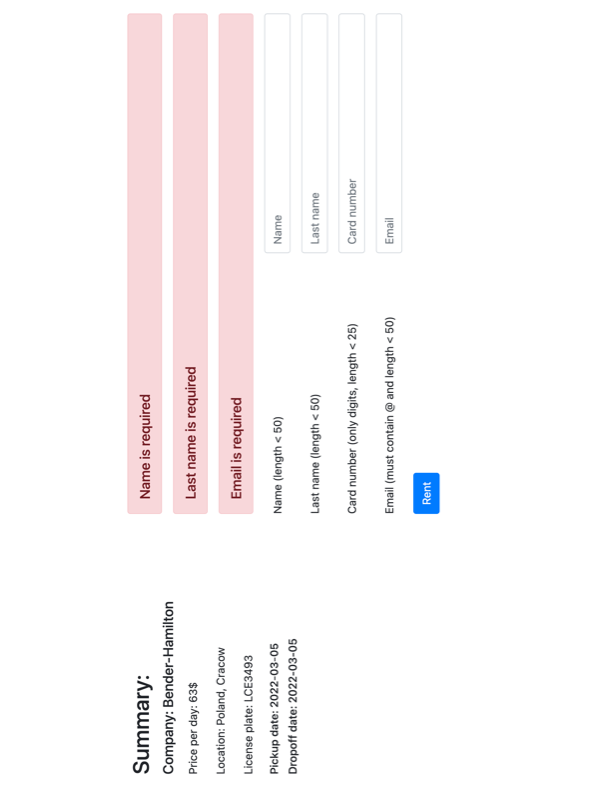 Summary:
Company: Bender-Hamilton
Price per day: 63$
Location: Poland, Cracow
License plate: LCE3493
Pickup date: 2022-03-05
Dropoff date: 2022-03-05
Name is required
Last name is required
Email is required
Name (length < 50)
Name
Last name (length < 50)
Last name
Card number (only digits, length < 25)
Card number
Email (must contain @ and length < 50)
Email
Rent